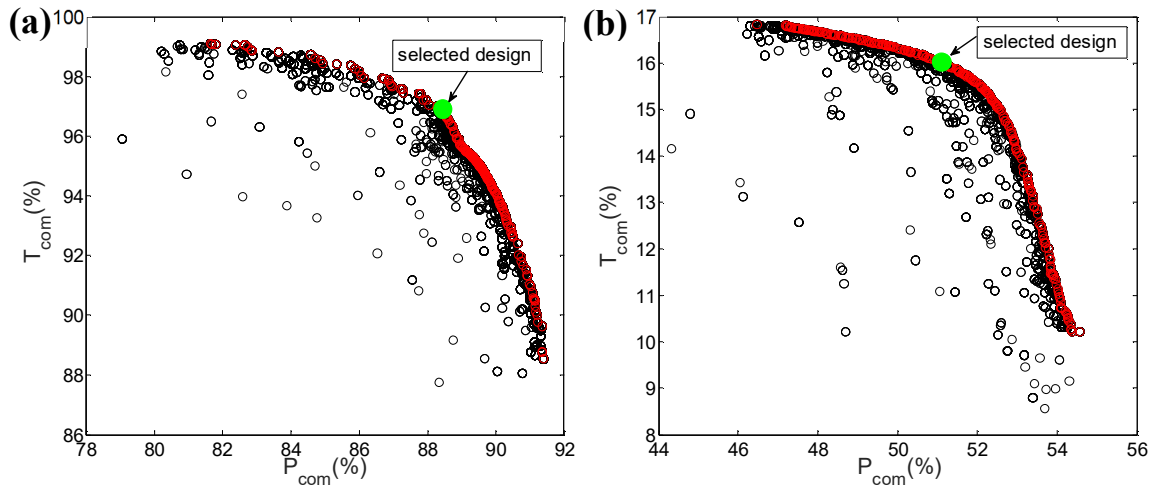 (a)
100
98
96
94
92
90
88
86
T_com(%)
selected design
78 80 82 84 86 88 90 92
P_com(%)
(b)
17
16
15
14
13
12
11
10
9
8
T_com(%)
selected design
44 46 48 50 52 54 56
P_com(%)